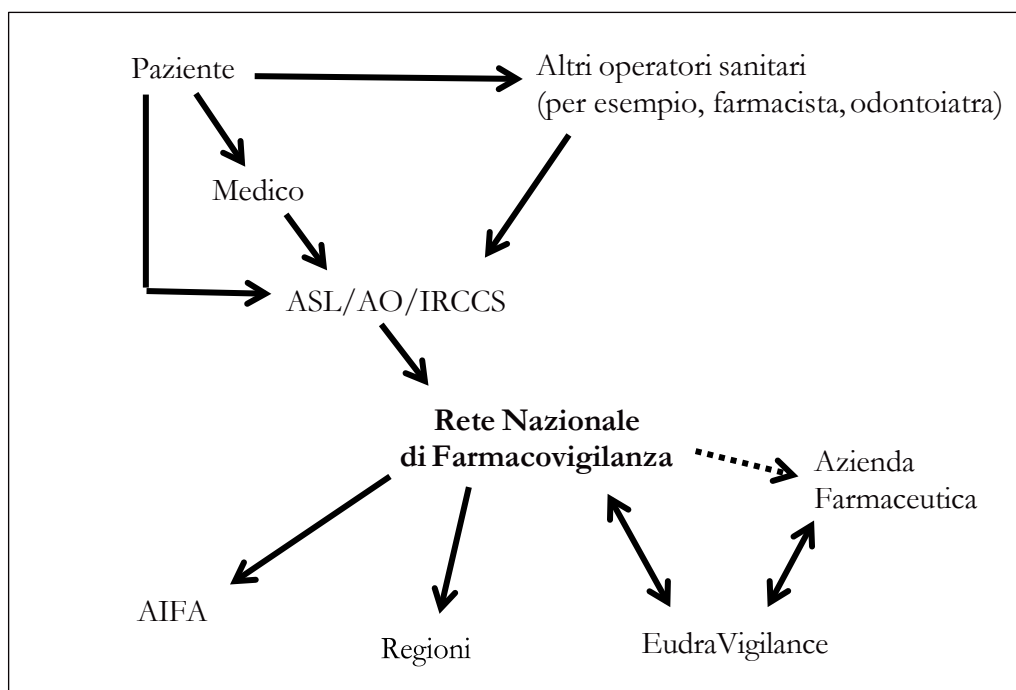 Paziente
Altri operatori sanitari
(per esempio, farmacista, odontoiatra)
Medico
ASL/AO/IRCCS
Rete Nazionale
di Farmacovigilanza
Azienda
Farmaceutica
AIFA
Regioni
EudraVigilance